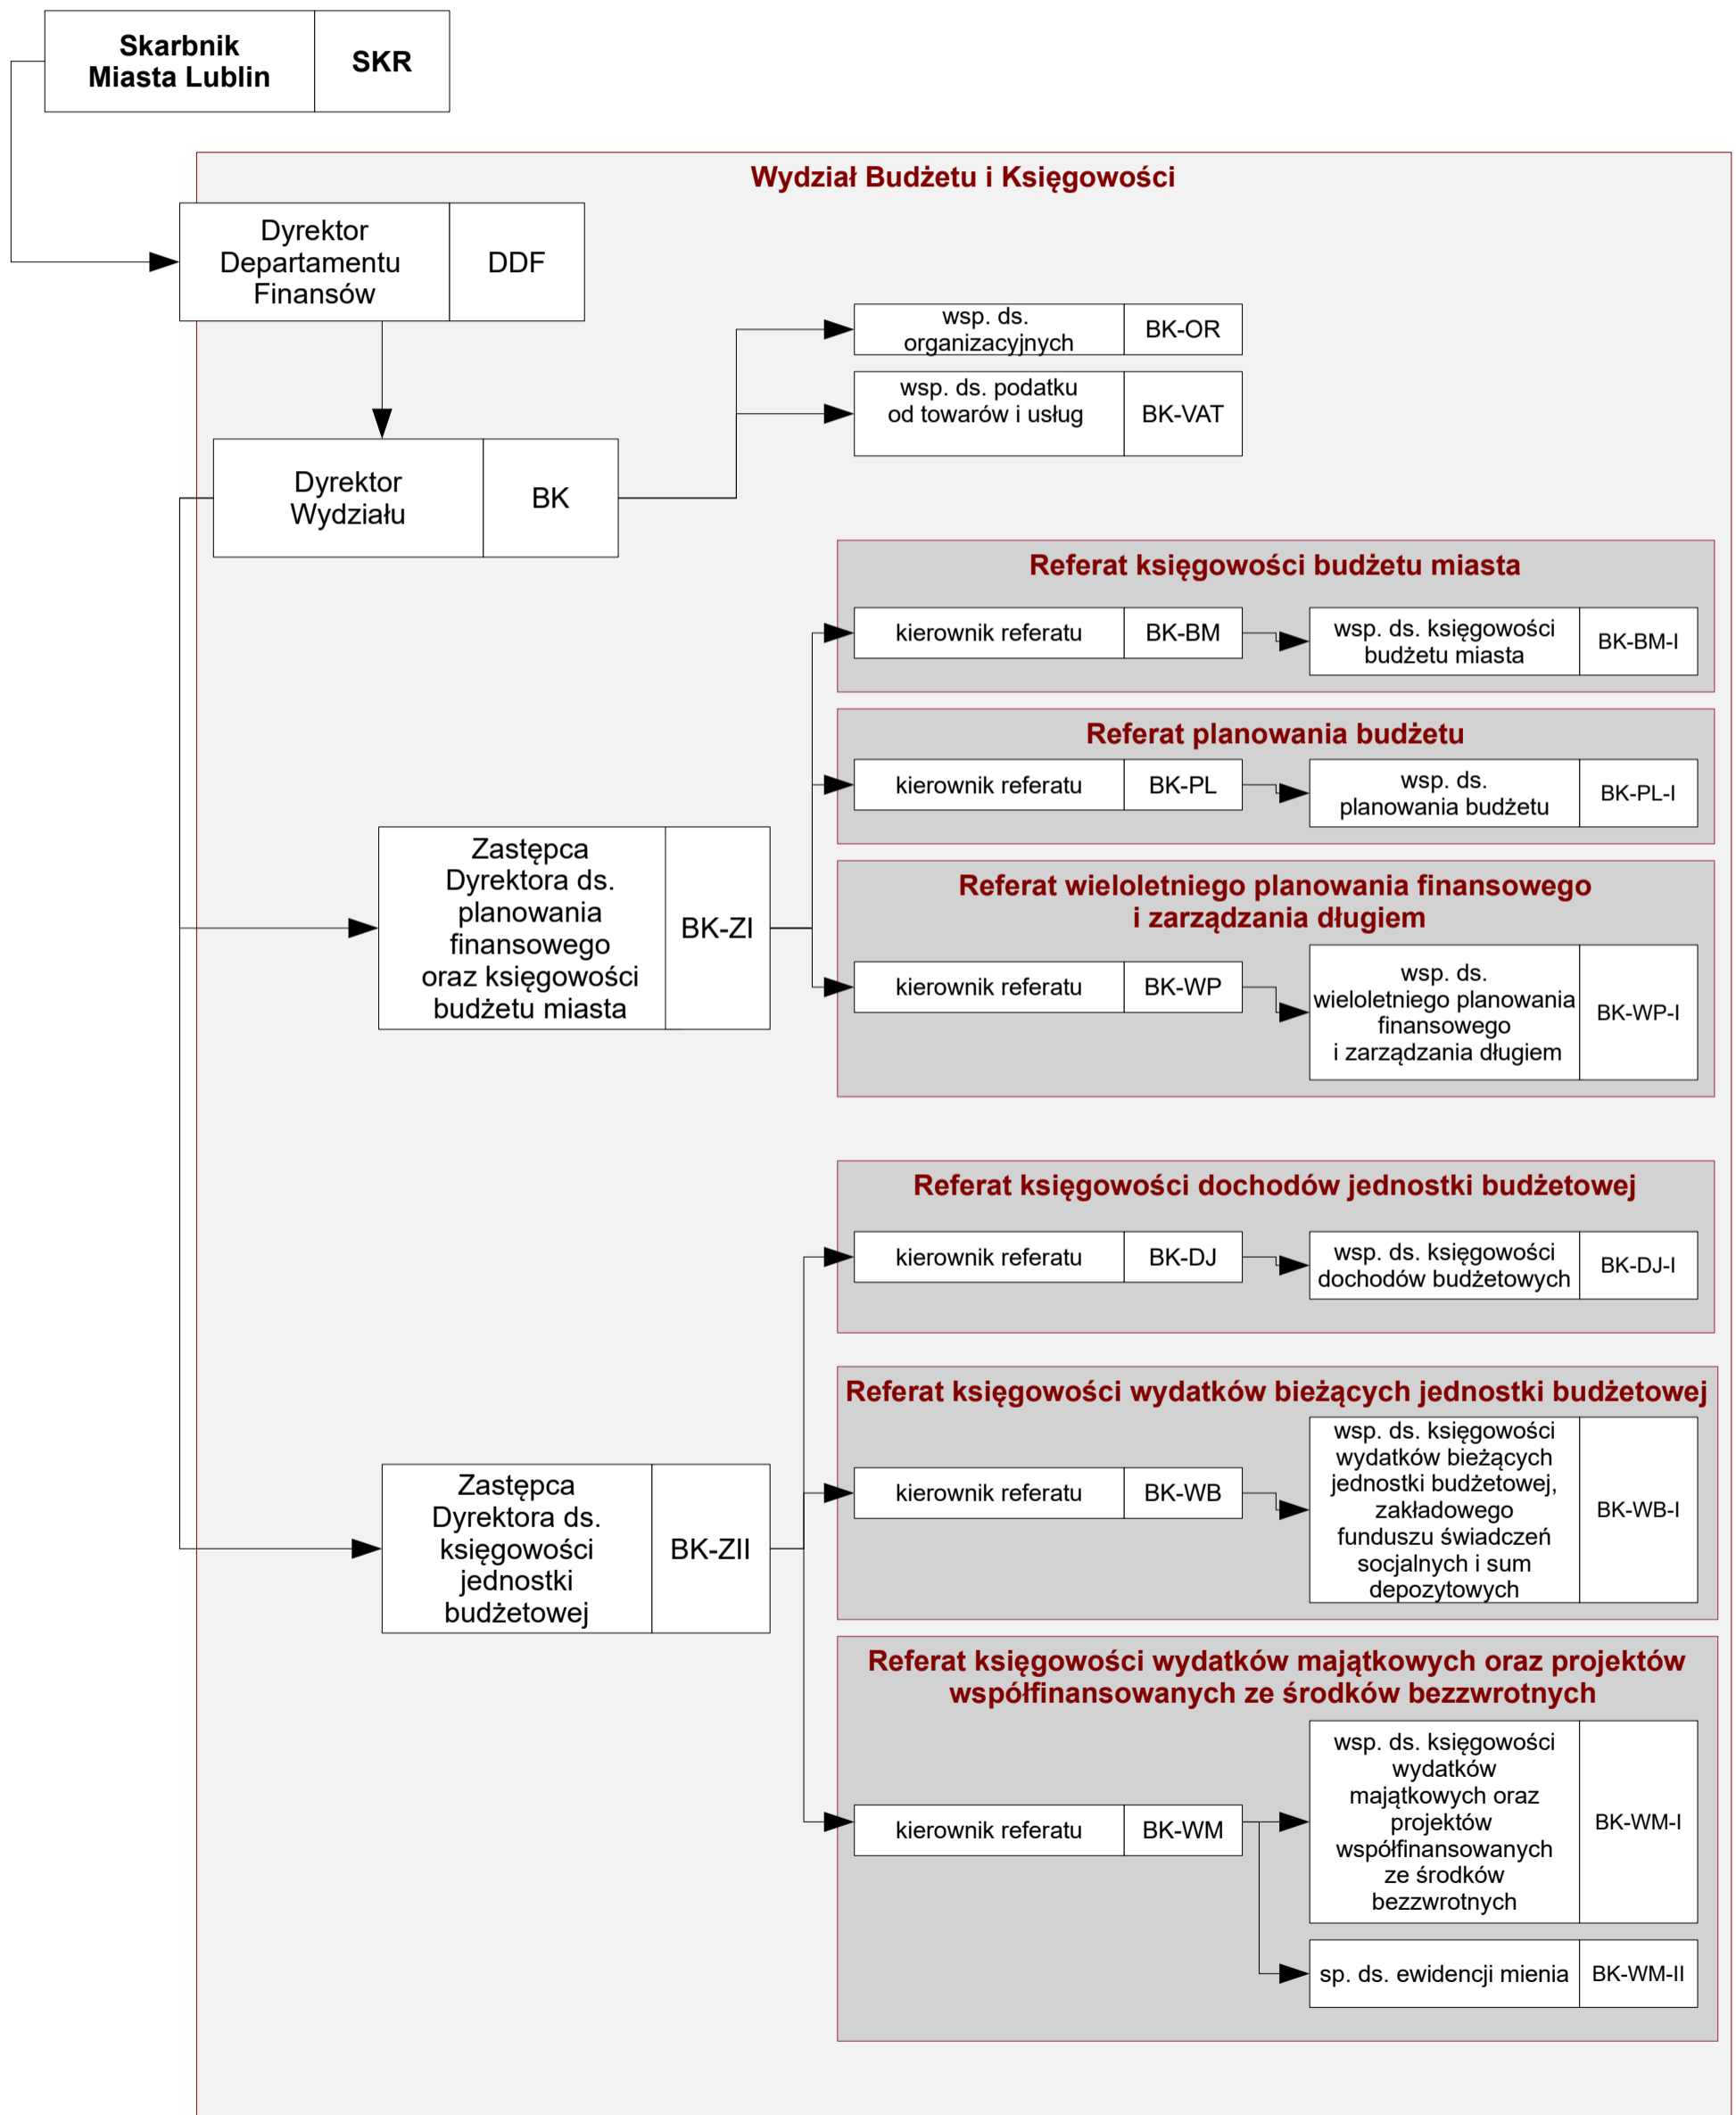 Skarbnik
Miasta Lublin
SKR
Wydział Budżetu i Księgowości
Dyrektor
Departamentu
Finansów
DDF
wsp. ds.
organizacyjnych
BK-OR
wsp. ds. podatku
od towarów i usług
BK-VAT
Dyrektor
Wydziału
BK
Referat księgowości budżetu miasta
kierownik referatu
BK-BM
wsp. ds. księgowości
budżetu miasta
BK-BM-I
Referat planowania budżetu
kierownik referatu
BK-PL
wsp. ds.
planowania budżetu
BK-PL-I
Zastępca
Dyrektora ds.
planowania
finansowego
oraz księgowości
budżetu miasta
BK-ZI
Referat wieloletniego planowania finansowego
i zarządzania długiem
kierownik referatu
BK-WP
wsp. ds.
wieloletniego planowania
finansowego
i zarządzania długiem
BK-WP-I
Referat księgowości dochodów jednostki budżetowej
kierownik referatu
BK-DJ
wsp. ds. księgowości
dochodów budżetowych
BK-DJ-I
Referat księgowości wydatków bieżących jednostki budżetowej
kierownik referatu
BK-WB
wsp. ds. księgowości
wydatków bieżących
jednostki budżetowej,
zakładowego
funduszu świadczeń
socjalnych i sum
depozytowych
BK-WB-I
Zastępca
Dyrektora ds.
księgowości
jednostki
budżetowej
BK-ZII
Referat księgowości wydatków majątkowych oraz projektów
współfinansowanych ze środków bezzwrotnych
kierownik referatu
BK-WM
wsp. ds. księgowości
wydatków
majątkowych oraz
projektów
współfinansowanych
ze środków
bezzwrotnych
BK-WM-I
sp. ds. ewidencji mienia
BK-WM-II